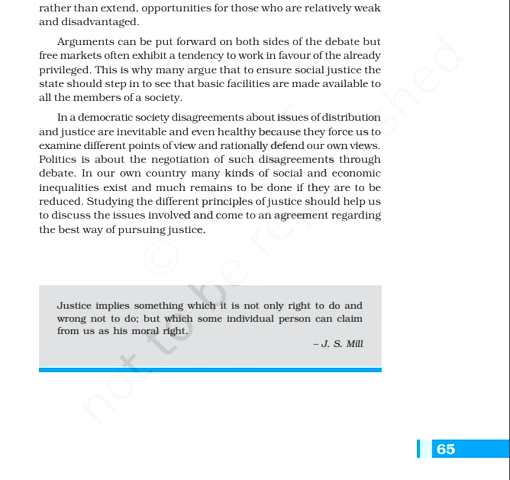 rather than extend, opportunities for those who are relatively weak
and disadvantaged.
Arguments can be put forward on both sides of the debate but
free markets often exhibit a tendency to work in favour of the already
privileged. This is why many argue that to ensure social justice the
state should step in to see that basic facilities are made available to
all the members of a society.
In a democratic society disagreements about issues of distribution
and justice are inevitable and even healthy because they force us to
examine different points of view and rationally defend our own views.
Politics is about the negotiation of such disagreements through
debate. In our own country many kinds of social and economic
inequalities exist and much remains to be done if they are to be
reduced. Studying the different principles of justice should help us
to discuss the issues involved and come to an agreement regarding
the best way of pursuing justice.
Justice implies something which it is not only right to do and
wrong not to do; but which some individual person can claim
from us as his moral right.
– J. S. Mill
©
not to be republished
65